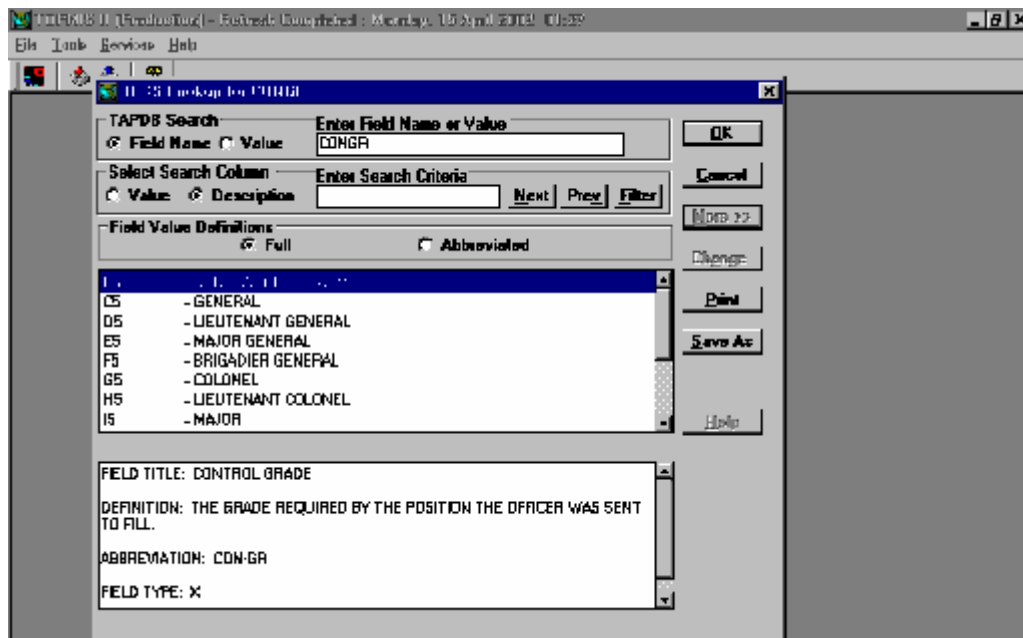 File Tools Services Help
TAPDB Search
Field Name Value
Enter Field Name or Value
CONGR
OK
Select Search Column
Value Description
Enter Search Criteria
Next Prev Filter
Cancel
More >>
Field Value Definitions
Full Abbreviated
Change
C5 - GENERAL
D5 - LIEUTENANT GENERAL
E5 - MAJOR GENERAL
F5 - BRIGADIER GENERAL
G5 - COLONEL
H5 - LIEUTENANT COLONEL
I5 - MAJOR
Print
Save As
Help
FIELD TITLE: CONTROL GRADE
DEFINITION: THE GRADE REQUIRED BY THE POSITION THE OFFICER WAS SENT
TO FILL.
ABBREVIATION: CON-GR
FIELD TYPE: X